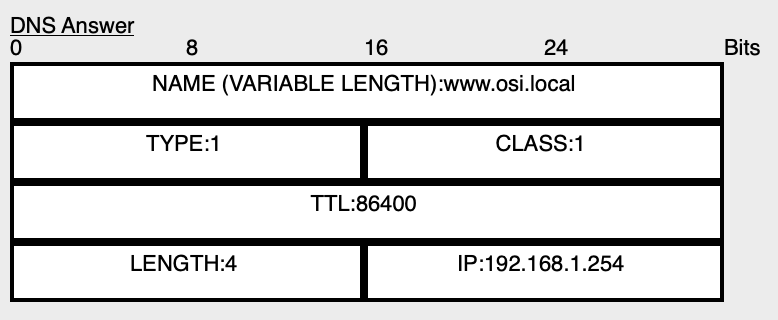 DNS Answer
0 8 16 24 Bits
NAME (VARIABLE LENGTH):www.osi.local
TYPE:1 CLASS:1
TTL:86400
LENGTH:4 IP:192.168.1.254